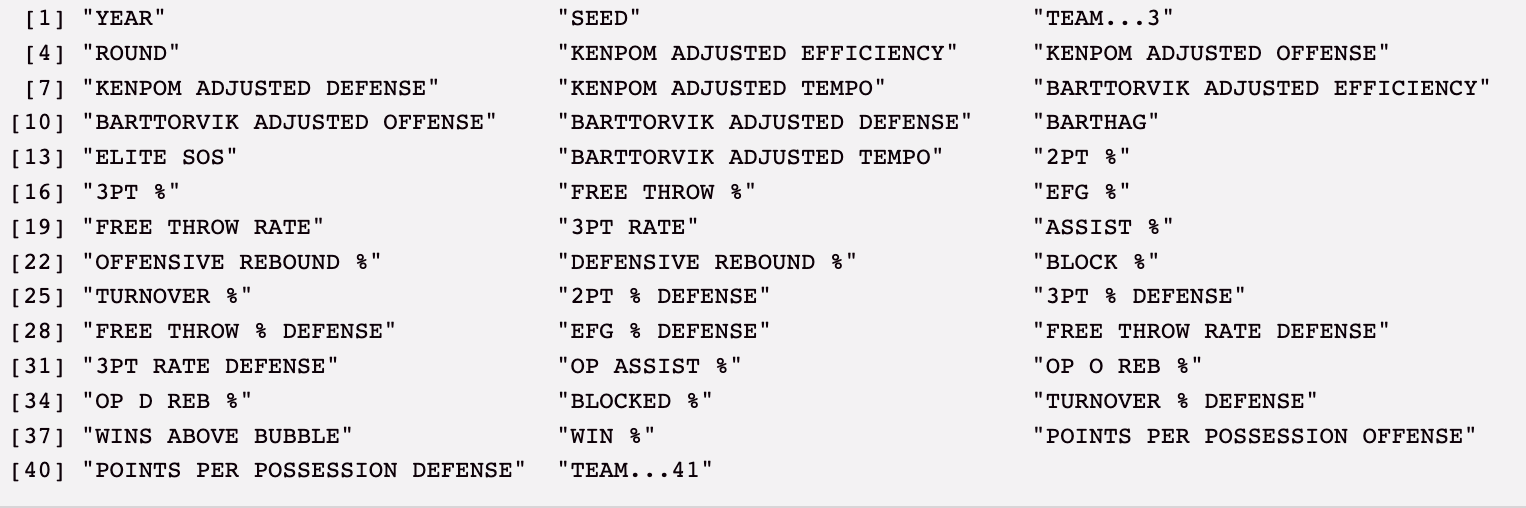 [1] "YEAR" "SEED" "TEAM...3"
[4] "ROUND" "KENPOM ADJUSTED EFFICIENCY" "KENPOM ADJUSTED OFFENSE"
[7] "KENPOM ADJUSTED DEFENSE" "KENPOM ADJUSTED TEMPO" "BARTTORVIK ADJUSTED EFFICIENCY"
[10] "BARTTORVIK ADJUSTED OFFENSE" "BARTTORVIK ADJUSTED DEFENSE" "BARTHAG"
[13] "ELITE SOS" "BARTTORVIK ADJUSTED TEMPO" "2PT %"
[16] "3PT %" "FREE THROW %" "EFG %"
[19] "FREE THROW RATE" "3PT RATE" "ASSIST %"
[22] "OFFENSIVE REBOUND %" "DEFENSIVE REBOUND %" "BLOCK %"
[25] "TURNOVER %" "2PT % DEFENSE" "3PT % DEFENSE"
[28] "FREE THROW % DEFENSE" "EFG % DEFENSE" "FREE THROW RATE DEFENSE"
[31] "3PT RATE DEFENSE" "OP ASSIST %" "OP O REB %"
[34] "OP D REB %" "BLOCKED %" "TURNOVER % DEFENSE"
[37] "WINS ABOVE BUBBLE" "WIN %" "POINTS PER POSSESSION OFFENSE"
[40] "POINTS PER POSSESSION DEFENSE" "TEAM...41"